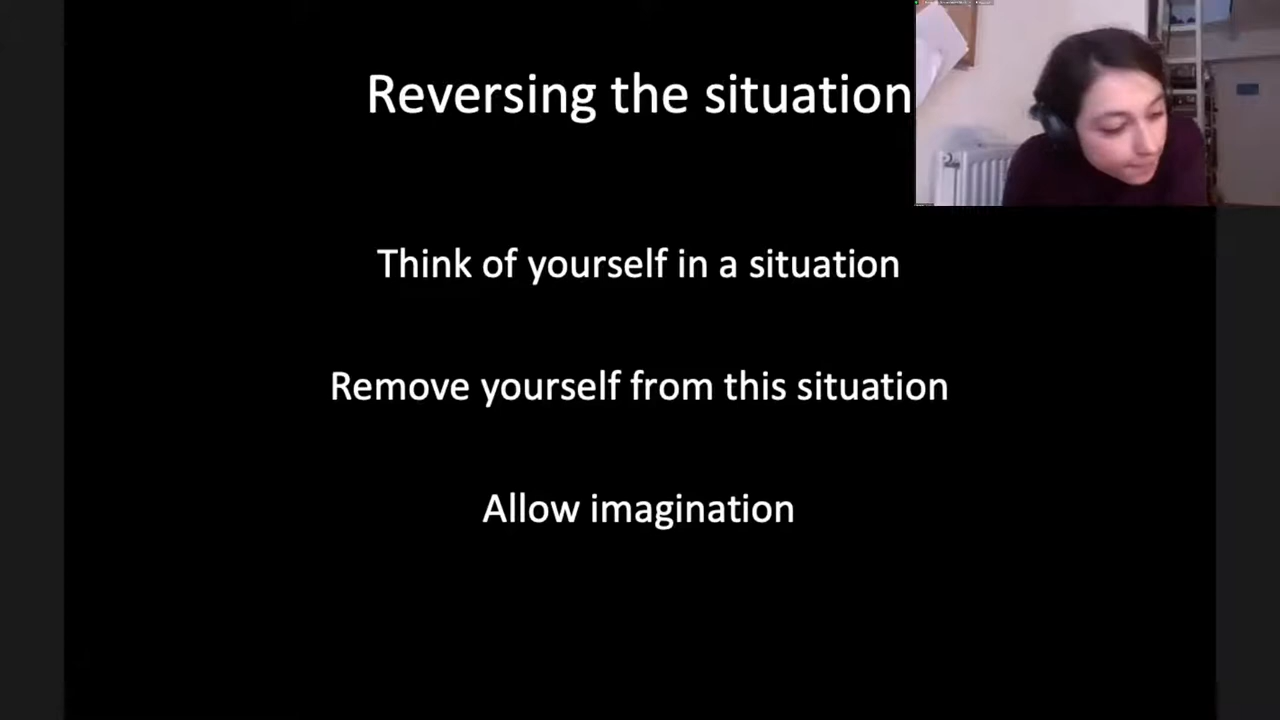 Reversing the situation
Think of yourself in a situation
Remove yourself from this situation
Allow imagination